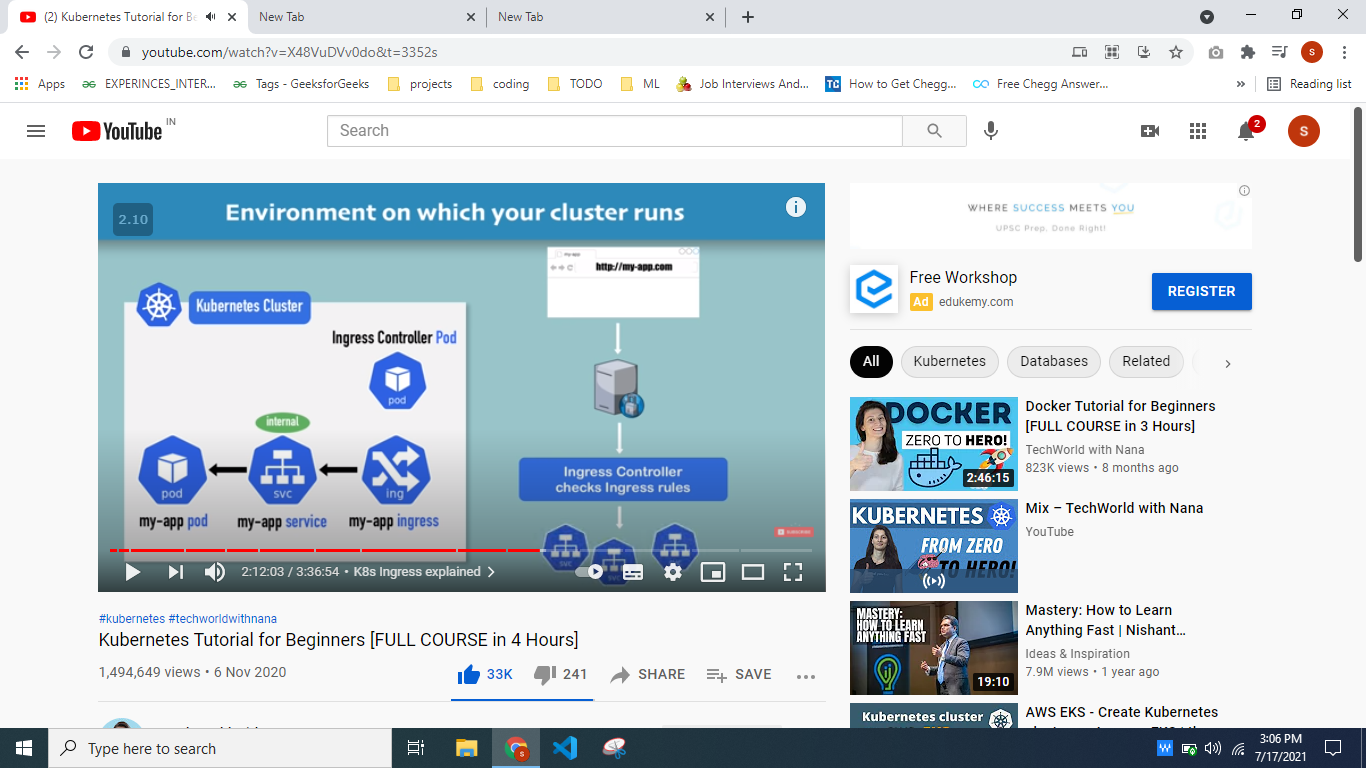 (2) Kubernetes Tutorial for Be
New Tab
New Tab
youtube.com/watch?v=X48VuDVv0do&t=3352s
S
Apps
EXPERINCES_INTER...
Tags - GeeksforGeeks
projects
coding
TODO
ML
Job Interviews And...
TC
How to Get Chegg...
Free Chegg Answer...
»
Reading list
YouTube IN
Search
2
S
2.10
Environment on which your cluster runs
i
Kubernetes Cluster
http://my-app.com
my-app
Ingress Controller Pod
pod
internal
pod
svc
ing
my-app pod
my-app service
my-app ingress
Ingress Controller
checks Ingress rules
svc
svc
svc
SUBSCRIBE
2:12:03 / 3:36:54 • K8s Ingress explained
#kubernetes #techworldwithnana
Kubernetes Tutorial for Beginners [FULL COURSE in 4 Hours]
1,494,649 views • 6 Nov 2020
33K
241
SHARE
SAVE
WHERE SUCCESS MEETS YOU
UPSC Prep, Done Right!
Free Workshop
Ad edukemy.com
REGISTER
All
Kubernetes
Databases
Related
DOCKER
ZERO TO HERO!
2:46:15
Docker Tutorial for Beginners
[FULL COURSE in 3 Hours]
TechWorld with Nana
823K views • 8 months ago
KUBERNETES
FROM ZERO
TO HERO!
Mix – TechWorld with Nana
YouTube
MASTERY:
HOW TO LEARN
ANYTHING FAST
19:10
Mastery: How to Learn
Anything Fast | Nishant…
Ideas & Inspiration
7.9M views • 1 year ago
Kubernetes cluster
AWS EKS - Create Kubernetes
Type here to search
S
W
3:06 PM
7/17/2021